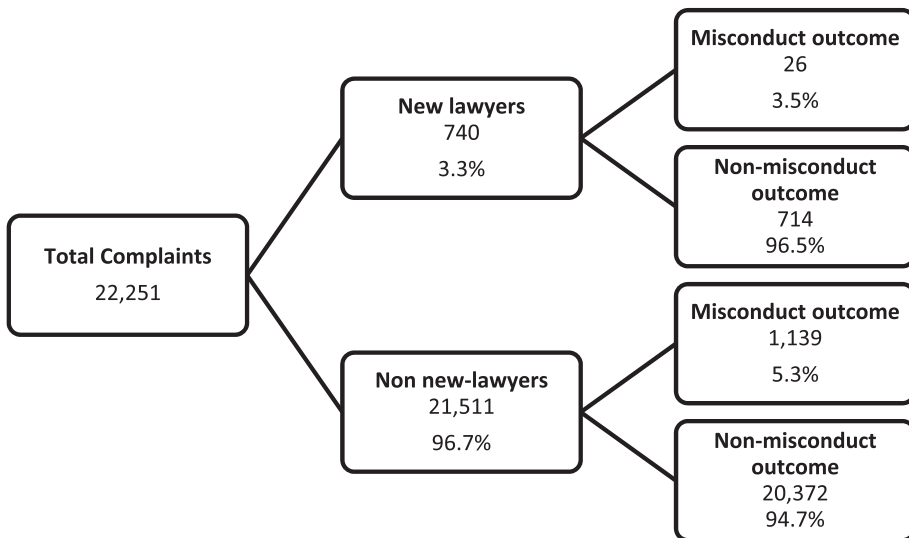 Total Complaints
22,251
New lawyers
740
3.3%
Misconduct outcome
26
3.5%
Non-misconduct
outcome
714
96.5%
Non new-lawyers
21,511
96.7%
Misconduct outcome
1,139
5.3%
Non-misconduct
outcome
20,372
94.7%